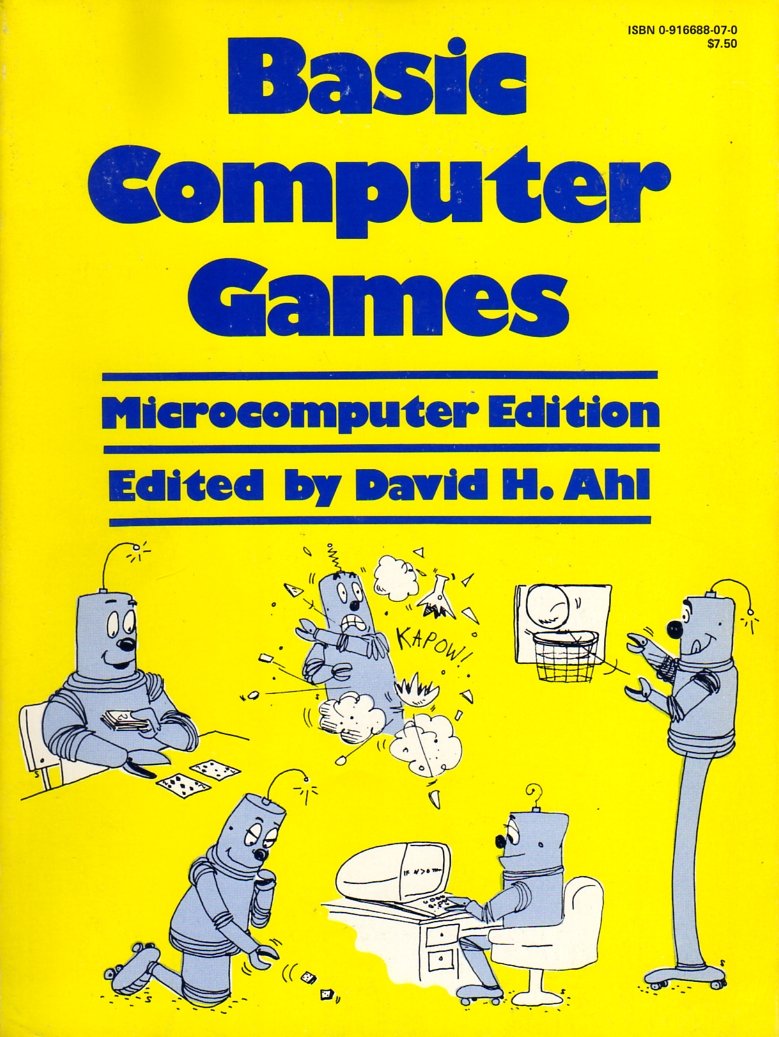 ISBN 0-916688-07-0
$7.50
Basic
Computer
Games
Microcomputer Edition
Edited by David H. Ahl
KAPOW!